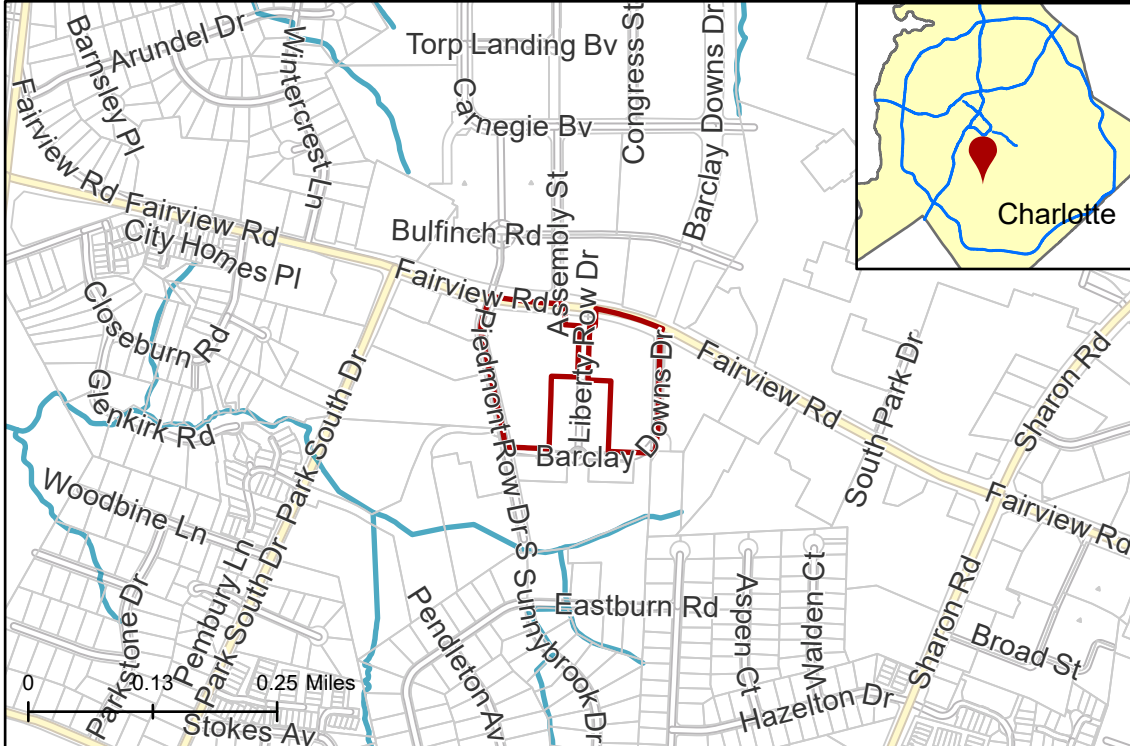 Arundel Dr
Barnsley Pl
Wintercrest Ln
Torp Landing Bv
Congress St
Barclay Downs Dr
Carnegie Bv
Fairview Rd
Fairview Rd
City Homes Pl
Bulfinch Rd
Assembly St
Barclay Downs Dr
Charlotte
Fairview Rd
Closeburn Rd
Glenkirk Rd
Park South Dr
Piedmont Row Dr S
Liberty Row Dr
Barclay Downs Dr
Fairview Rd
South Park Dr
Sharon Rd
Fairview Rd
Woodbine Ln
Pembury Ln
Park South Dr
Parkstone Dr
Stokes Av
Pendleton Av
Sunnybrook Dr
Eastburn Rd
Aspen Ct
Walden Ct
Hazelton Dr
Sharon Rd
Broad St
0 0.13 0.25 Miles